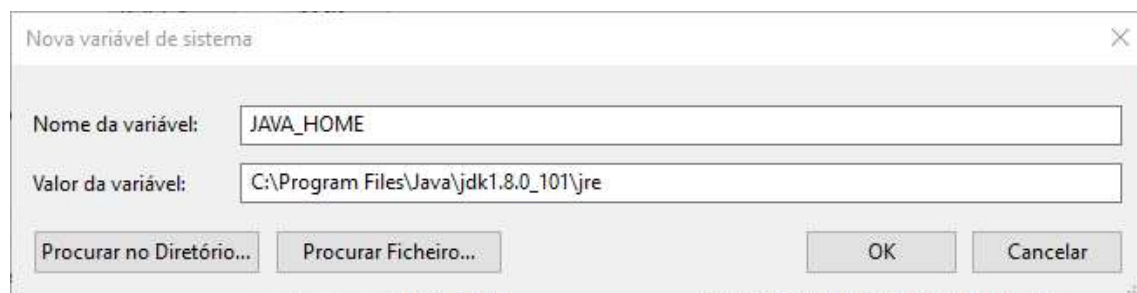 Nova variável de sistema
Nome da variável: JAVA_HOME
Valor da variável: C:\Program Files\Java\jdk1.8.0_101\jre
Procurar no Diretório... Procurar Ficheiro... OK Cancelar